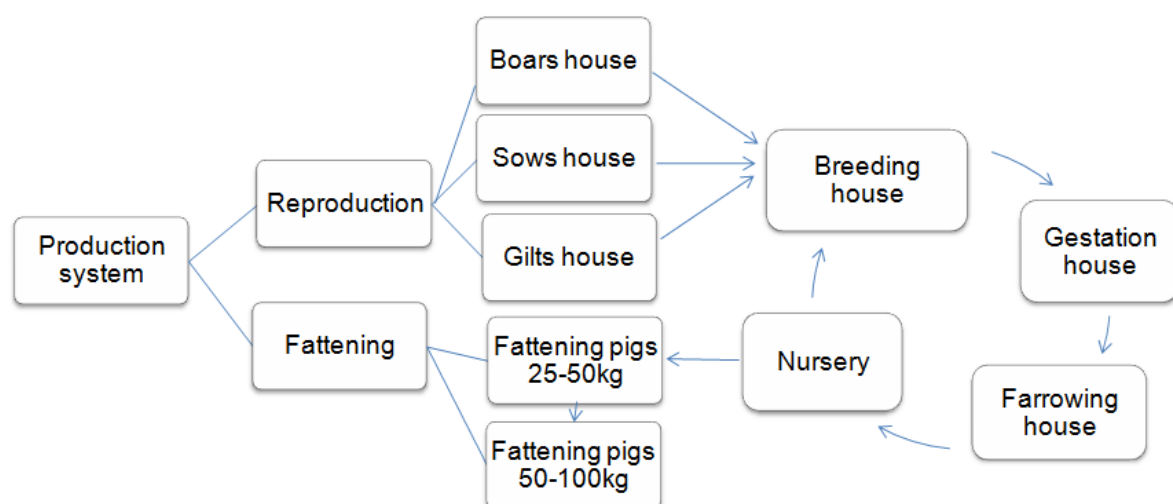 Production
system
Reproduction
Fattening
Boars house
Sows house
Gilts house
Fattening pigs
25-50kg
Fattening pigs
50-100kg
Breeding
house
Gestation
house
Farrowing
house
Nursery